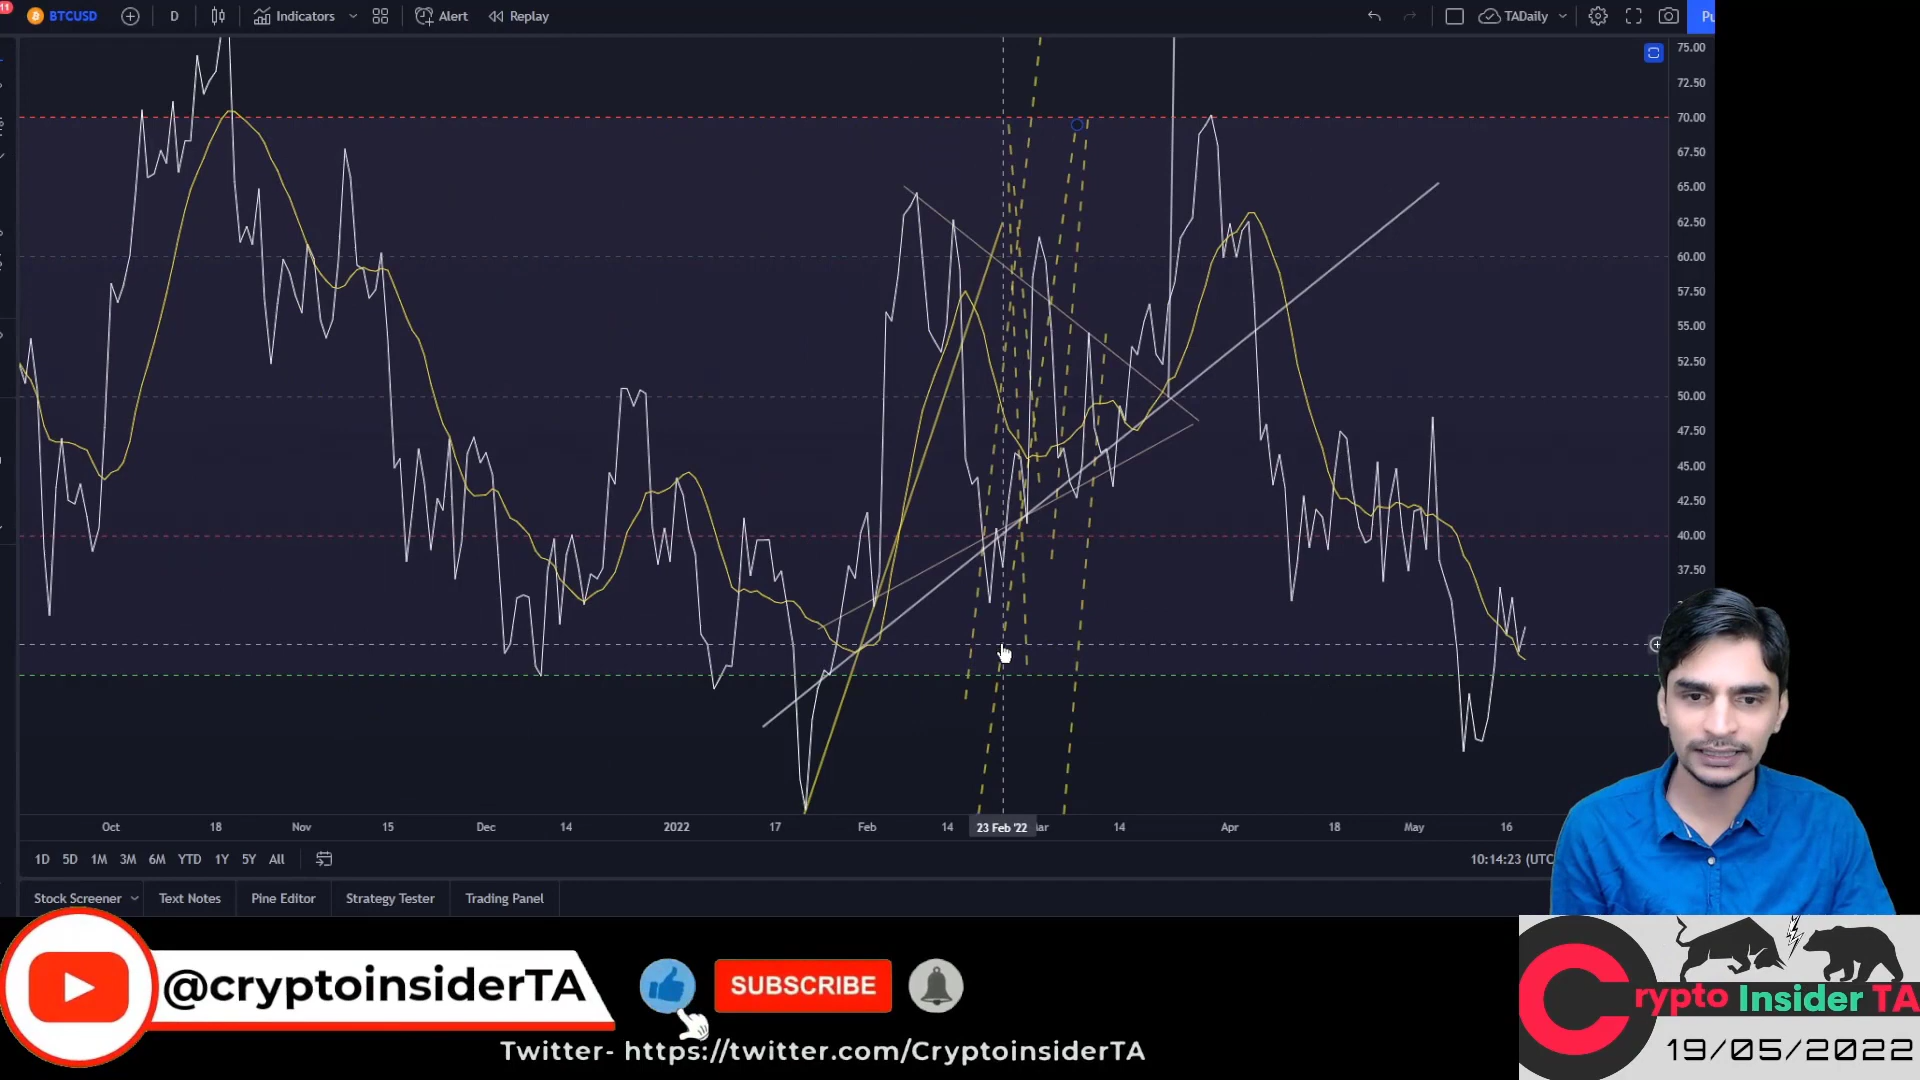 11
BTCUSD D Indicators Alert Replay TADaily
75.00
72.50
70.00
67.50
65.00
62.50
60.00
57.50
55.00
52.50
50.00
47.50
45.00
42.50
40.00
37.50
Oct 18 Nov 15 Dec 14 2022 17 Feb 14 23 Feb '22 14 Apr 18 May 16
1D 5D 1M 3M 6M YTD 1Y 5Y All 10:14:23 (UTC
Stock Screener Text Notes Pine Editor Strategy Tester Trading Panel
@cryptoinsiderTA SUBSCRIBE
Twitter- https://twitter.com/CryptoinsiderTA
Crypto Insider TA
19/05/2022